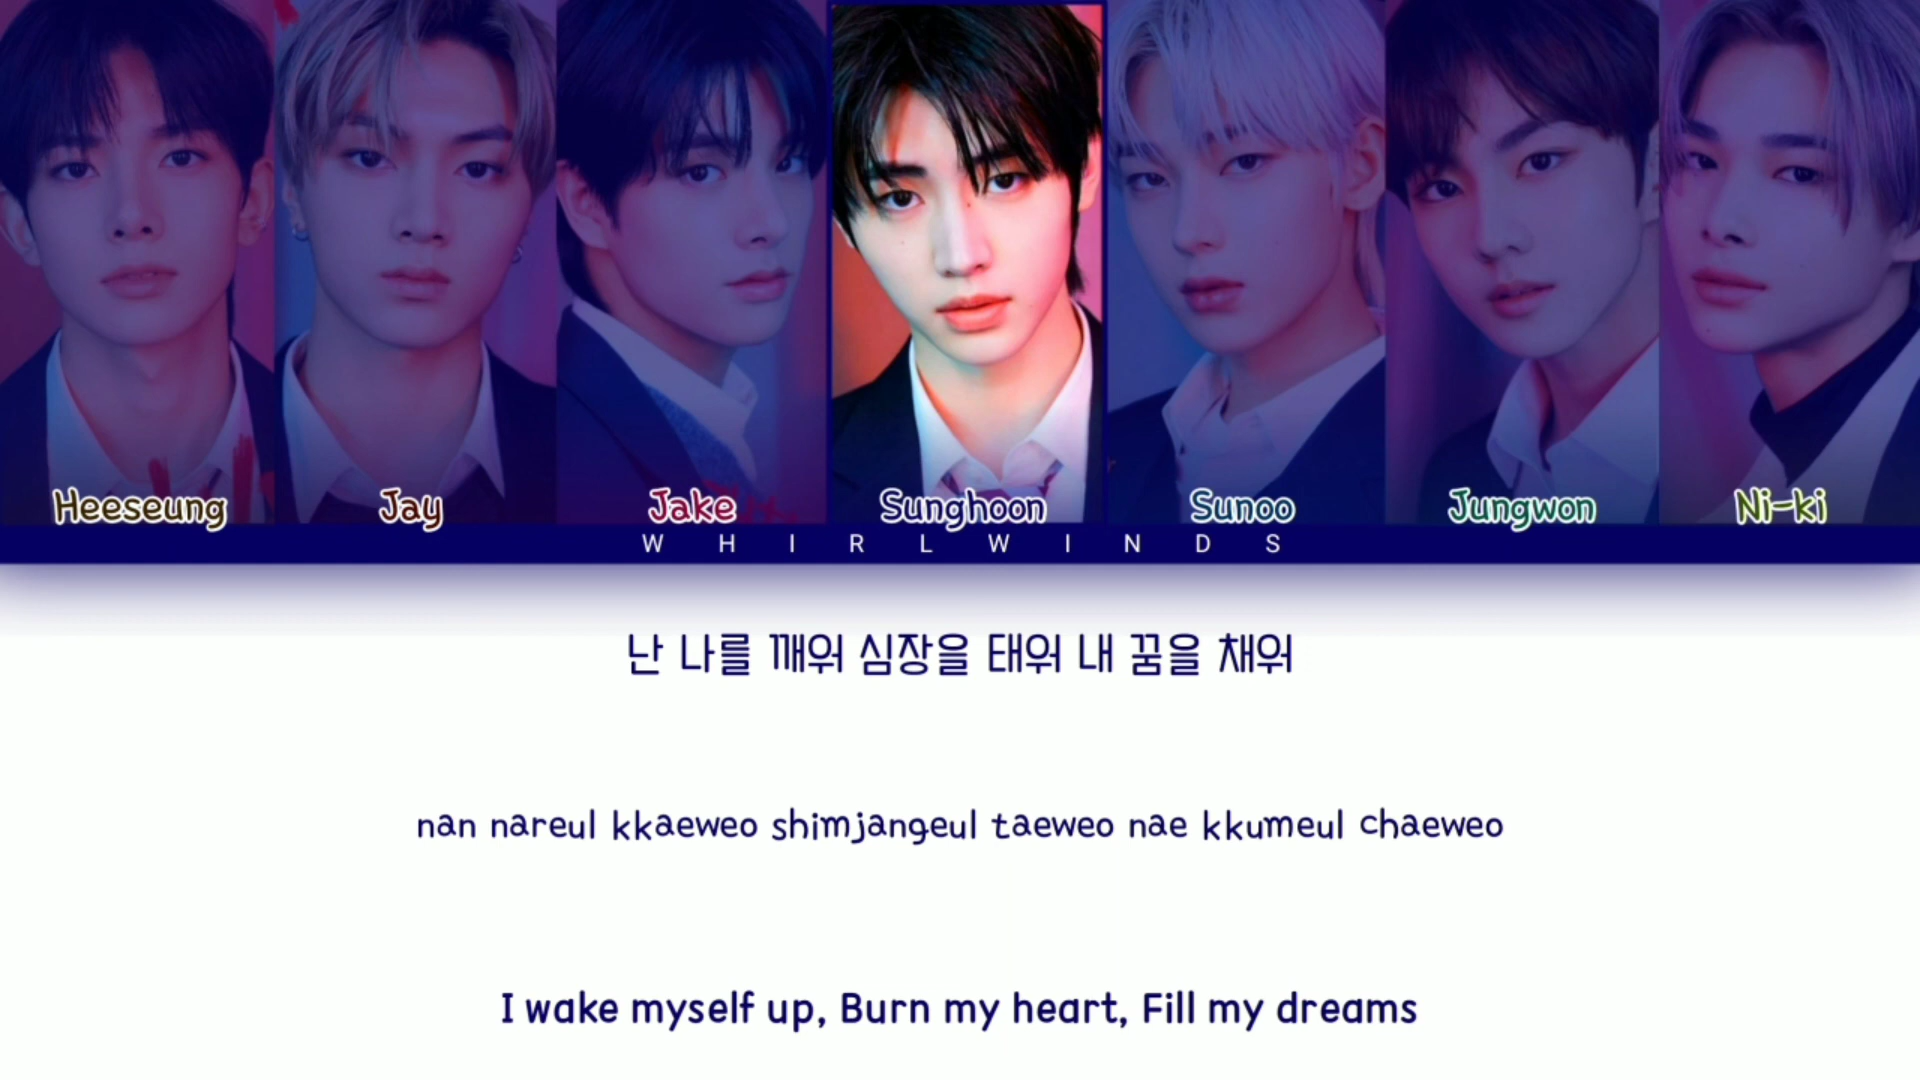 Heeseung Jay Jake Sunghoon Sunoo Jungwon Ni-ki
WHIRLWINDS
난 나를 깨워 심장을 태워 내 꿈을 채워
nan nareul kkaeweo shimjangeul taeweo nae kkumeul chaeweo
I wake myself up, Burn my heart, Fill my dreams